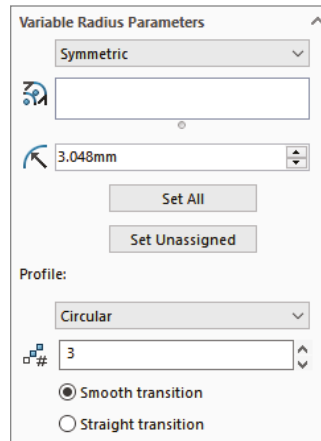 Variable Radius Parameters
Symmetric
3.048mm
Set All
Set Unassigned
Profile:
Circular
# 3
Smooth transition
Straight transition